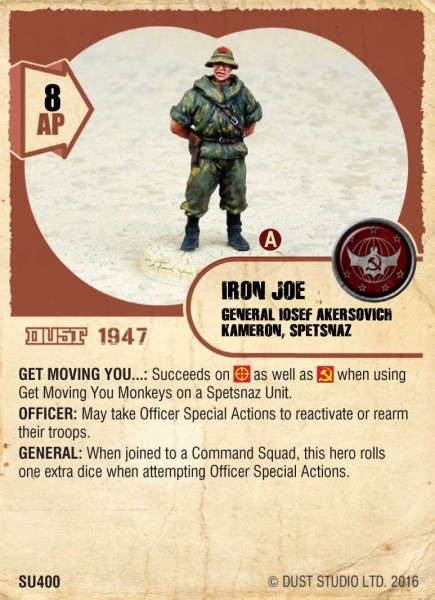 8
AP
A
IRON JOE
GENERAL IOSEF AKERSOVICH
KAMERON, SPETSNAZ
DUST 1947
GET MOVING YOU...: Succeeds on as well as when using
Get Moving You Monkeys on a Spetsnaz Unit.
OFFICER: May take Officer Special Actions to reactivate or rearm
their troops.
GENERAL: When joined to a Command Squad, this hero rolls
one extra dice when attempting Officer Special Actions.
SU400
© DUST STUDIO LTD. 2016